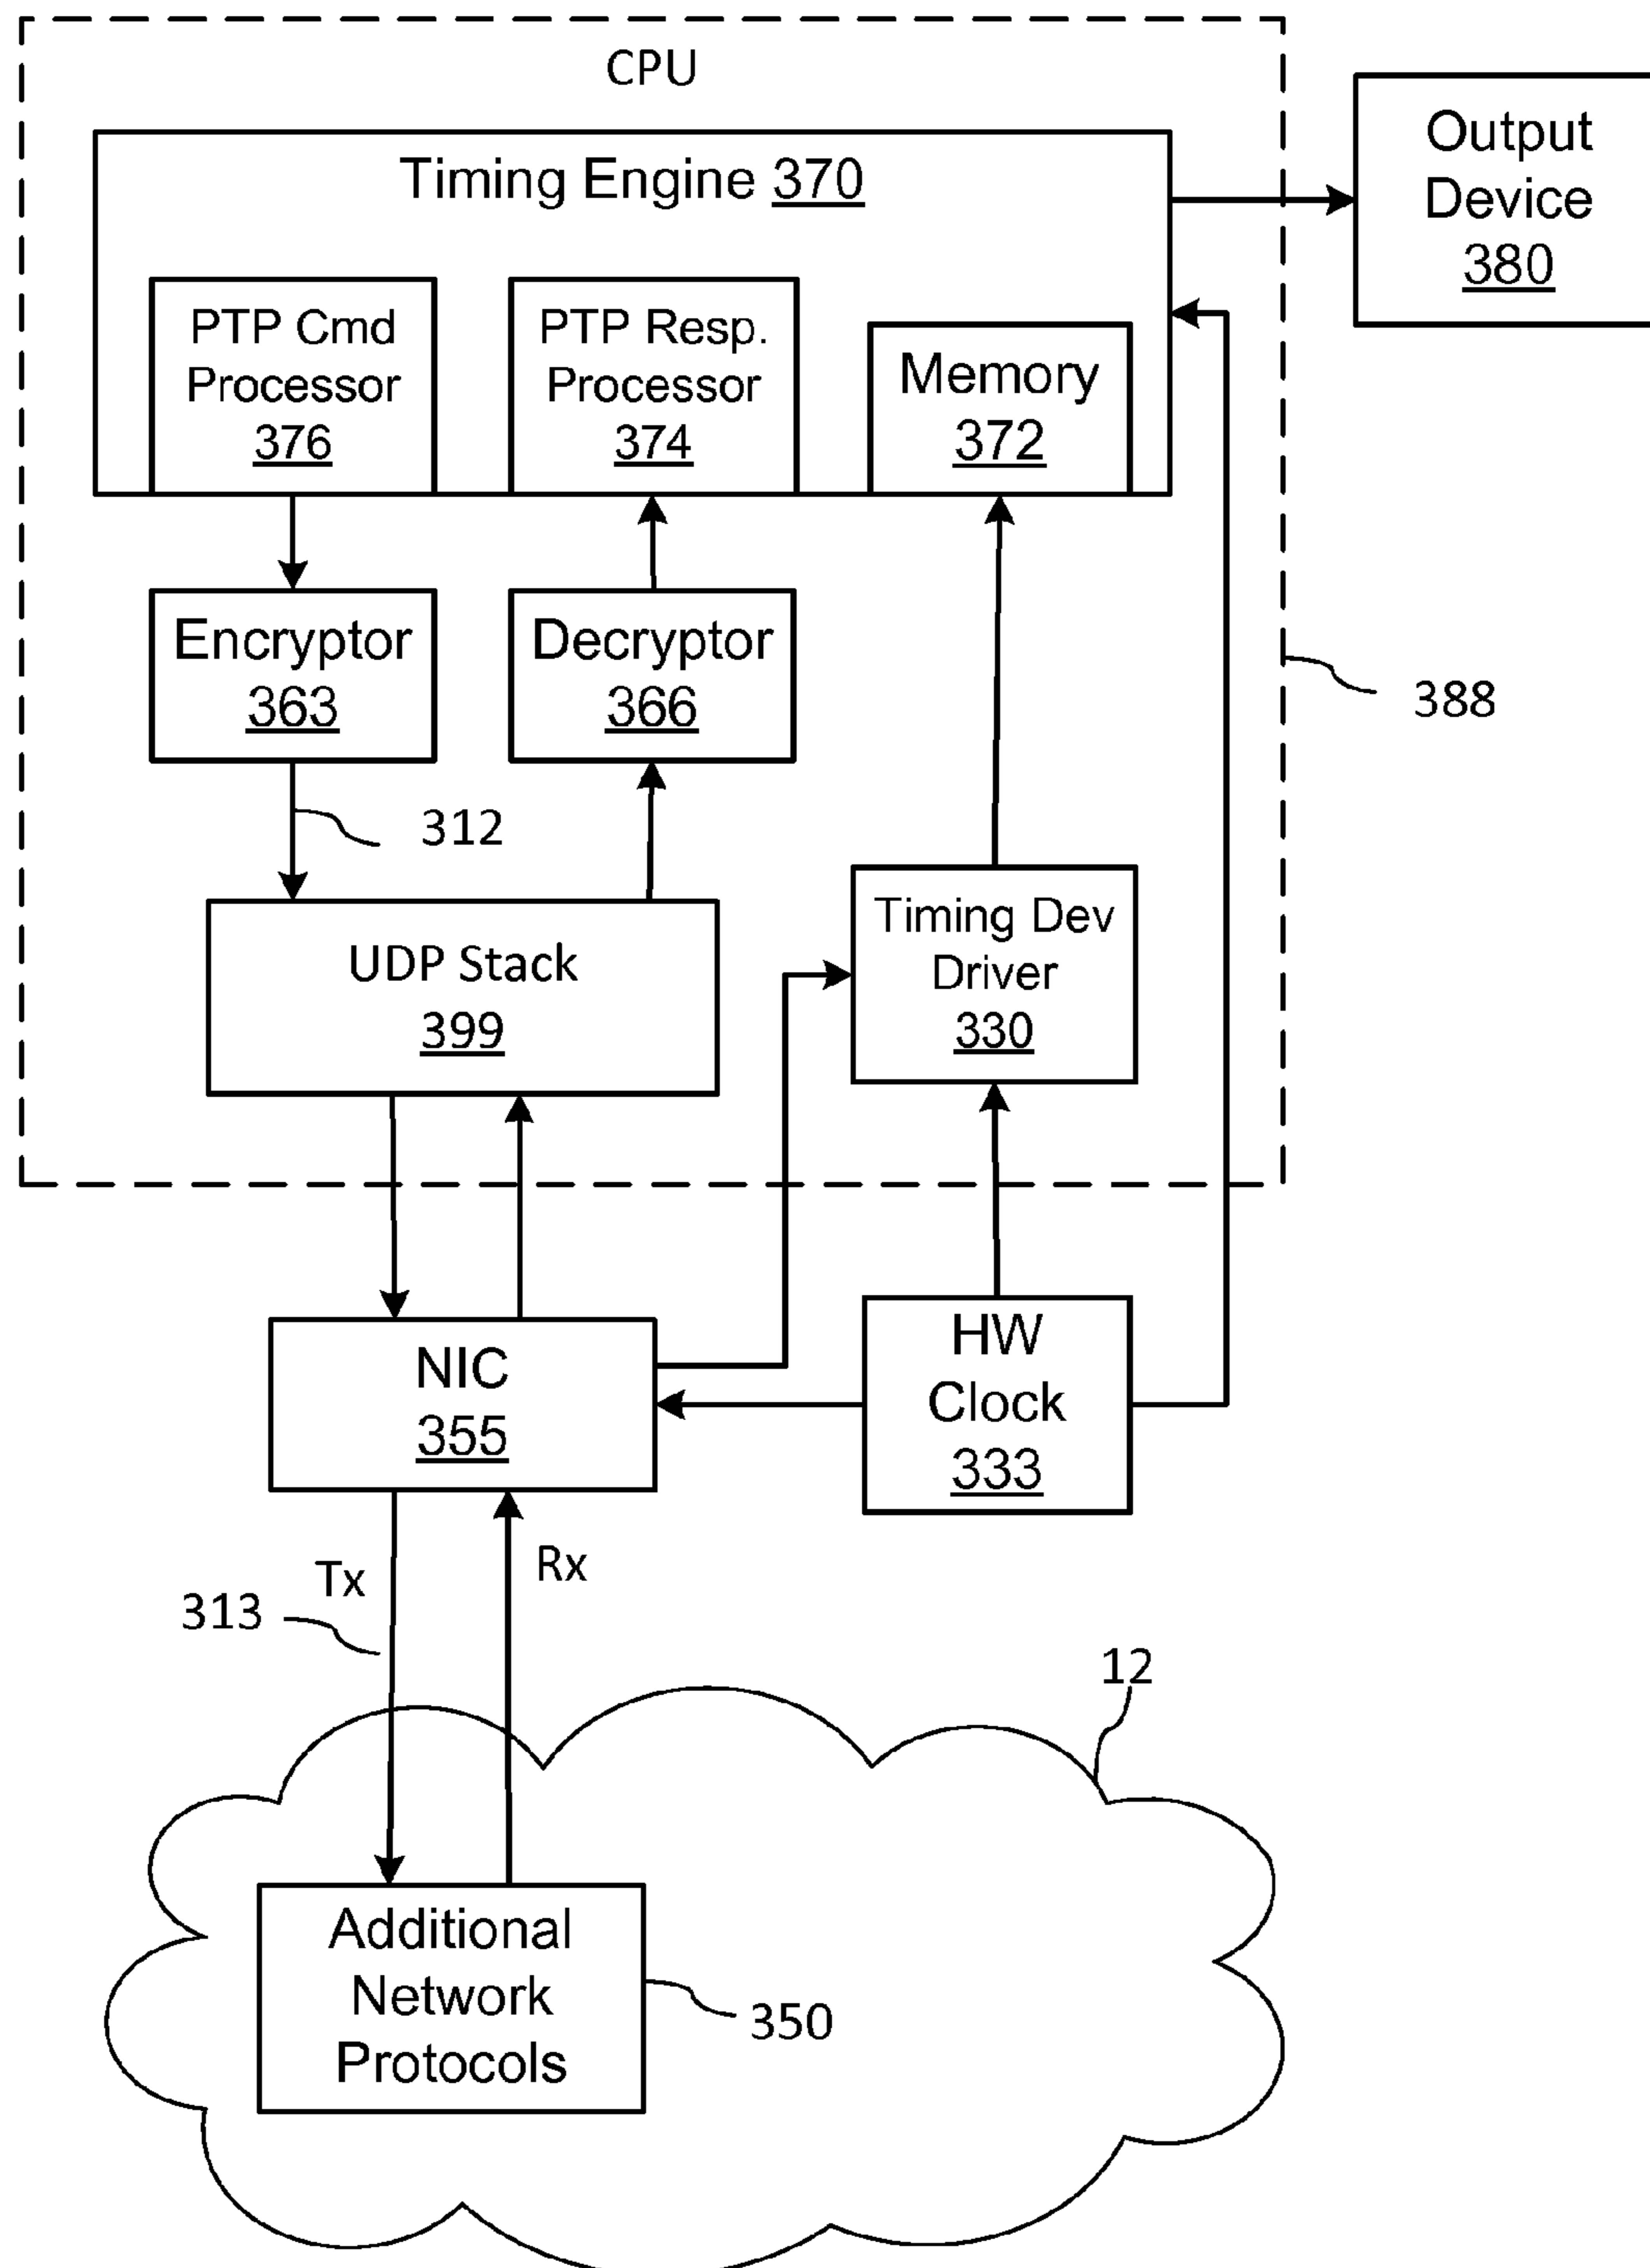 CPU
Output
Device
380
Timing Engine 370
PTP Cmd
Processor
376
PTP Resp.
Processor
374
Memory
372
Encryptor
363
Decryptor
366
388
312
UDP Stack
399
Timing Dev
Driver
330
NIC
355
HW
Clock
333
Tx
Rx
313
12
Additional
Network
Protocols
350